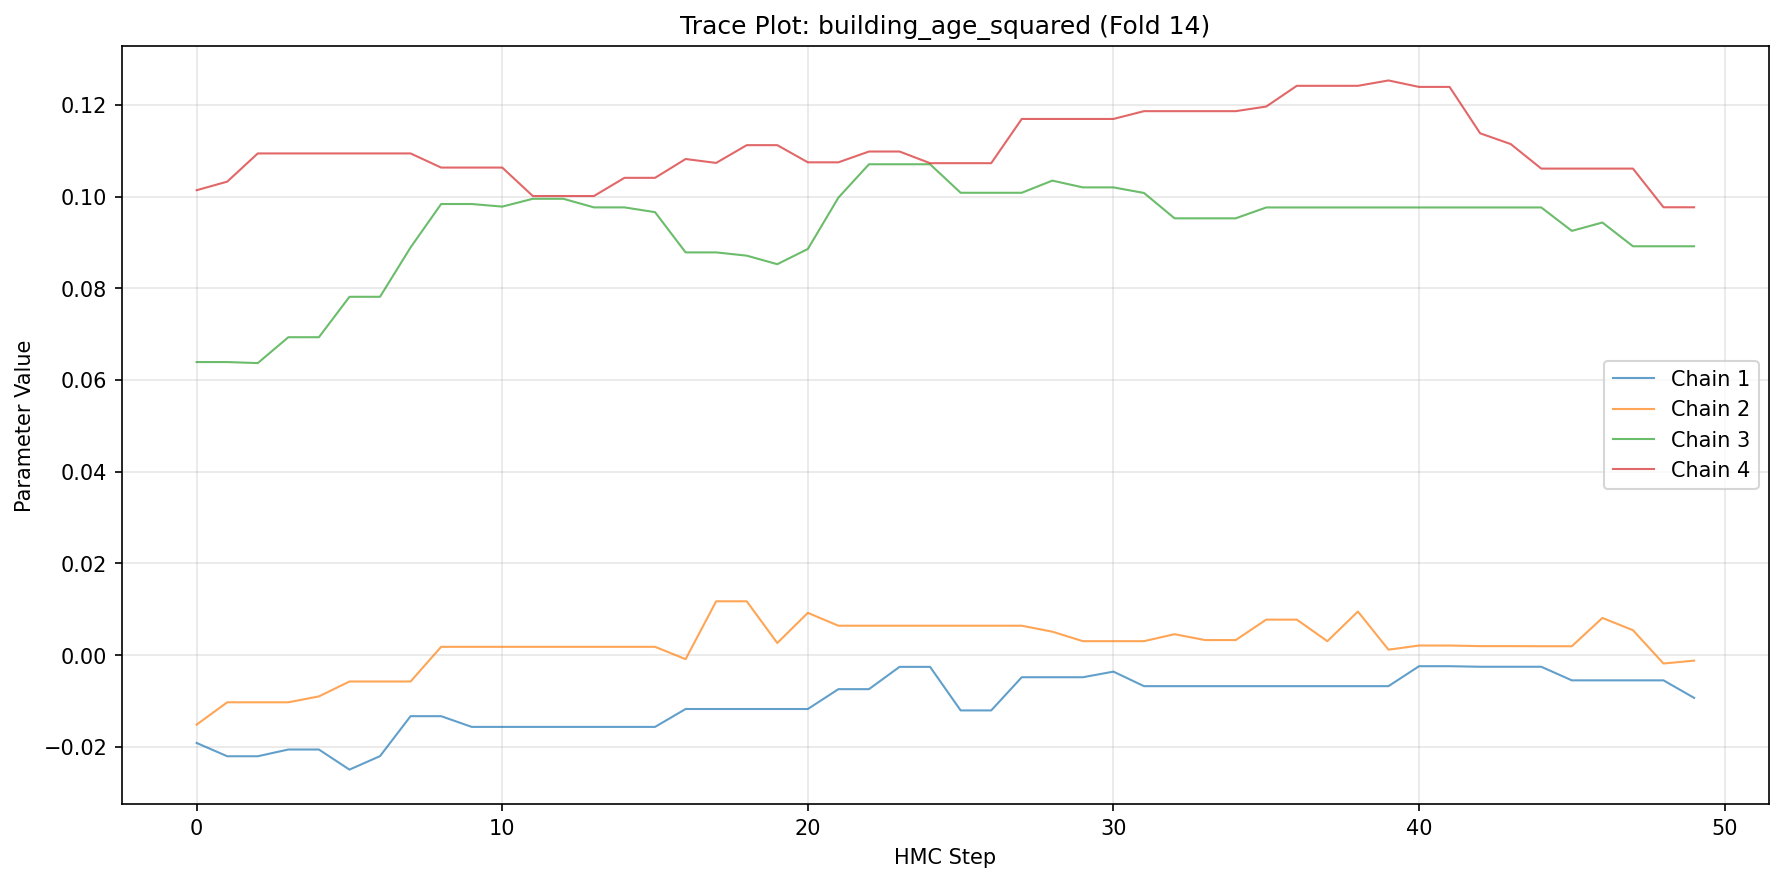 Trace Plot: building_age_squared (Fold 14)
Parameter Value
0.12
0.10
0.08
0.06
0.04
0.02
0.00
−0.02
Chain 1
Chain 2
Chain 3
Chain 4
0 10 20 30 40 50
HMC Step